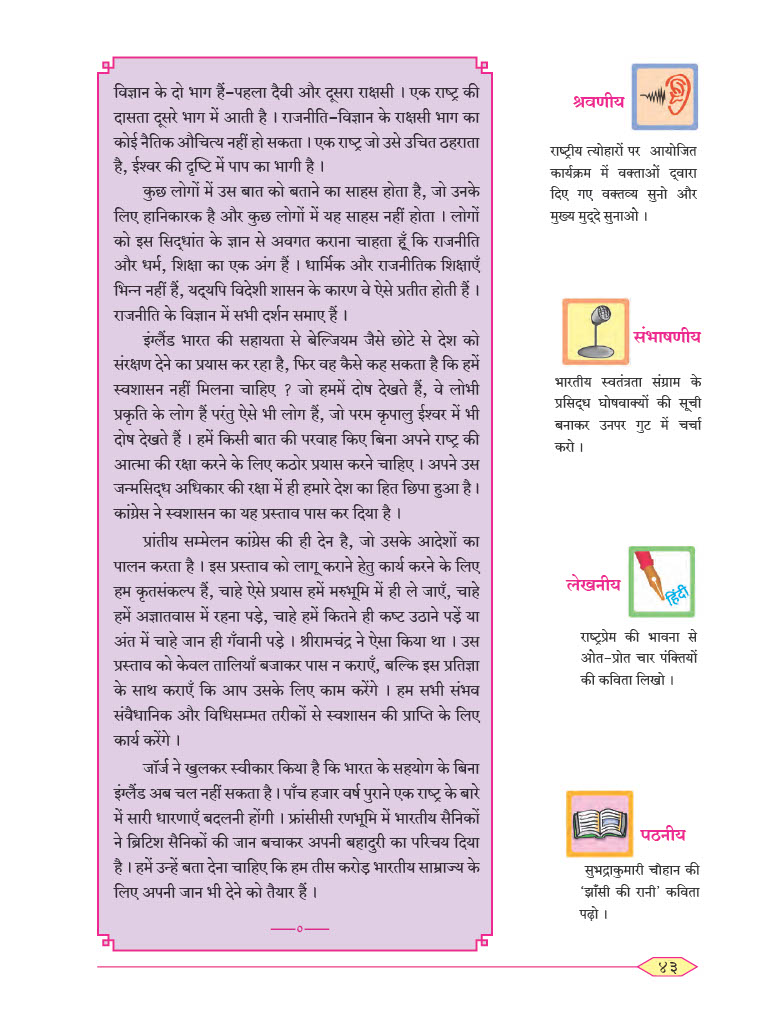 विज्ञान के दो भाग हैं-पहला दैवी और दूसरा राक्षसी । एक राष्ट्र की
दासता दूसरे भाग में आती है । राजनीति-विज्ञान के राक्षसी भाग का
कोई नैतिक औचित्य नहीं हो सकता । एक राष्ट्र जो उसे उचित ठहराता
है, ईश्वर की दृष्टि में पाप का भागी है ।
कुछ लोगों में उस बात को बताने का साहस होता है, जो उनके
लिए हानिकारक है और कुछ लोगों में यह साहस नहीं होता । लोगों
को इस सिद्धांत के ज्ञान से अवगत कराना चाहता हूँ कि राजनीति
और धर्म, शिक्षा का एक अंग हैं । धार्मिक और राजनीतिक शिक्षाएँ
भिन्न नहीं हैं, यद्यपि विदेशी शासन के कारण वे ऐसे प्रतीत होती हैं ।
राजनीति के विज्ञान में सभी दर्शन समाए हैं ।
इंग्लैंड भारत की सहायता से बेल्जियम जैसे छोटे से देश को
संरक्षण देने का प्रयास कर रहा है, फिर वह कैसे कह सकता है कि हमें
स्वशासन नहीं मिलना चाहिए ? जो हममें दोष देखते हैं, वे लोभी
प्रकृति के लोग हैं परंतु ऐसे भी लोग हैं, जो परम कृपालु ईश्वर में भी
दोष देखते हैं । हमें किसी बात की परवाह किए बिना अपने राष्ट्र की
आत्मा की रक्षा करने के लिए कठोर प्रयास करने चाहिए । अपने उस
जन्मसिद्ध अधिकार की रक्षा में ही हमारे देश का हित छिपा हुआ है ।
कांग्रेस ने स्वशासन का यह प्रस्ताव पास कर दिया है ।
प्रांतीय सम्मेलन कांग्रेस की ही देन है, जो उसके आदेशों का
पालन करता है । इस प्रस्ताव को लागू कराने हेतु कार्य करने के लिए
हम कृतसंकल्प हैं, चाहे ऐसे प्रयास हमें मरुभूमि में ही ले जाएँ, चाहे
हमें अज्ञातवास में रहना पड़े, चाहे हमें कितने ही कष्ट उठाने पड़ें या
अंत में चाहे जान ही गँवानी पड़े । श्रीरामचंद्र ने ऐसा किया था । उस
प्रस्ताव को केवल तालियाँ बजाकर पास न कराएँ, बल्कि इस प्रतिज्ञा
के साथ कराएँ कि आप उसके लिए काम करेंगे । हम सभी संभव
संवैधानिक और विधिसम्मत तरीकों से स्वशासन की प्राप्ति के लिए
कार्य करेंगे ।
जॉर्ज ने खुलकर स्वीकार किया है कि भारत के सहयोग के बिना
इंग्लैंड अब चल नहीं सकता है । पाँच हजार वर्ष पुराने एक राष्ट्र के बारे
में सारी धारणाएँ बदलनी होंगी । फ्रांसीसी रणभूमि में भारतीय सैनिकों
ने ब्रिटिश सैनिकों की जान बचाकर अपनी बहादुरी का परिचय दिया
है । हमें उन्हें बता देना चाहिए कि हम तीस करोड़ भारतीय साम्राज्य के
लिए अपनी जान भी देने को तैयार हैं ।
——०——
श्रवणीय
राष्ट्रीय त्योहारों पर आयोजित
कार्यक्रम में वक्ताओं द्वारा
दिए गए वक्तव्य सुनो और
मुख्य मुद्दे सुनाओ ।
संभाषणीय
भारतीय स्वतंत्रता संग्राम के
प्रसिद्ध घोषवाक्यों की सूची
बनाकर उनपर गुट में चर्चा
करो ।
लेखनीय
हिंदी
राष्ट्रप्रेम की भावना से
ओत-प्रोत चार पंक्तियों
की कविता लिखो ।
पठनीय
सुभद्राकुमारी चौहान की
‘झाँसी की रानी’ कविता
पढ़ो ।
४३